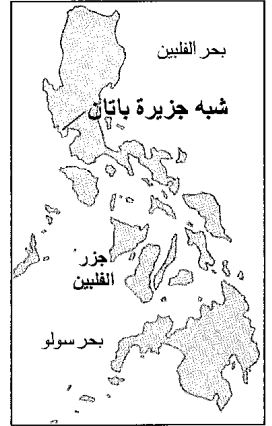 بحر الفلبين
شبه جزيرة باتان
جزر
الفلبين
بحر سولو